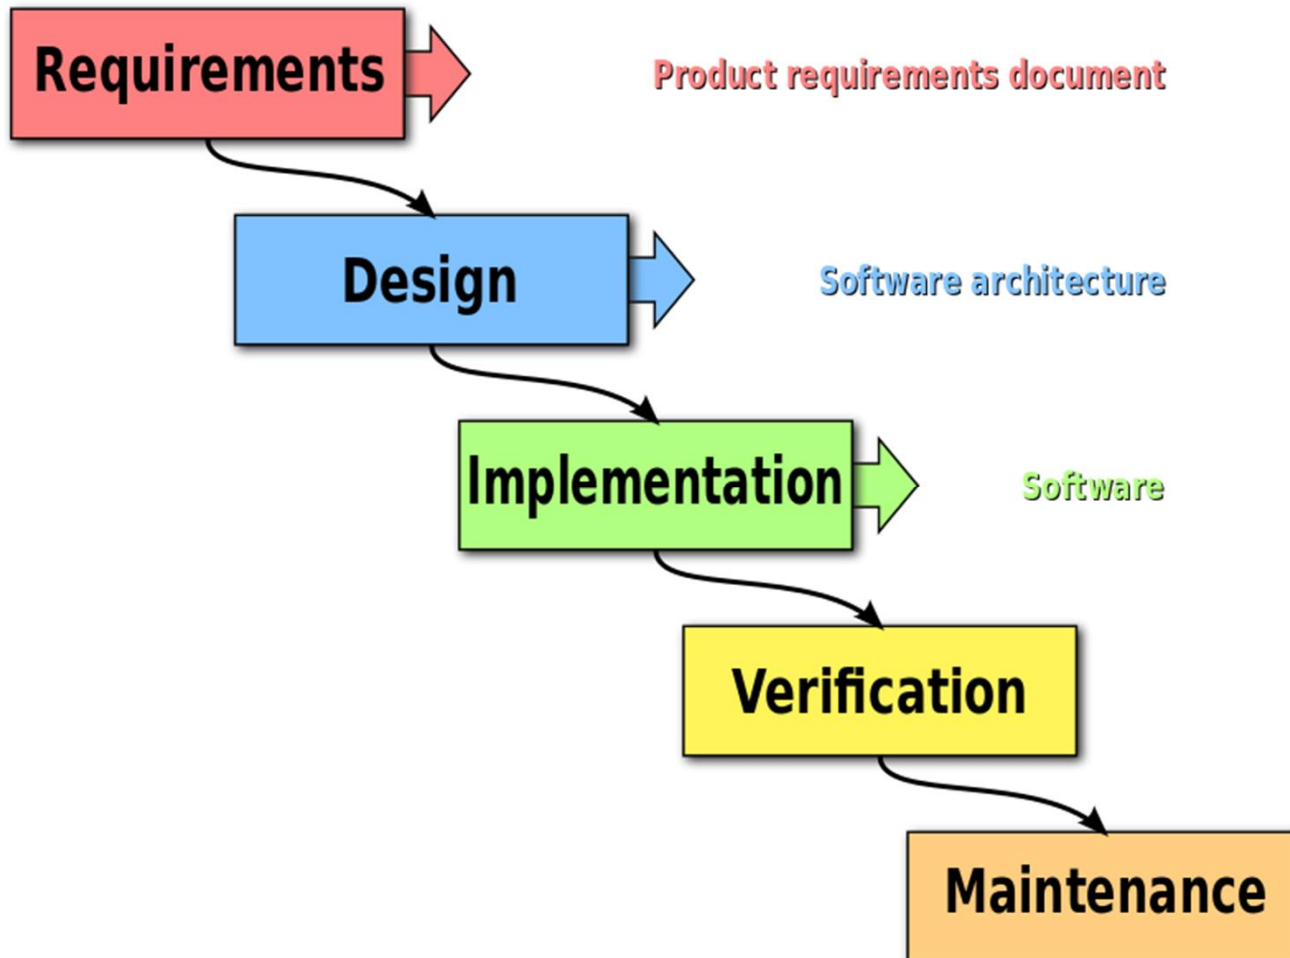 Requirements
Product requirements document
Design
Software architecture
Implementation
Software
Verification
Maintenance